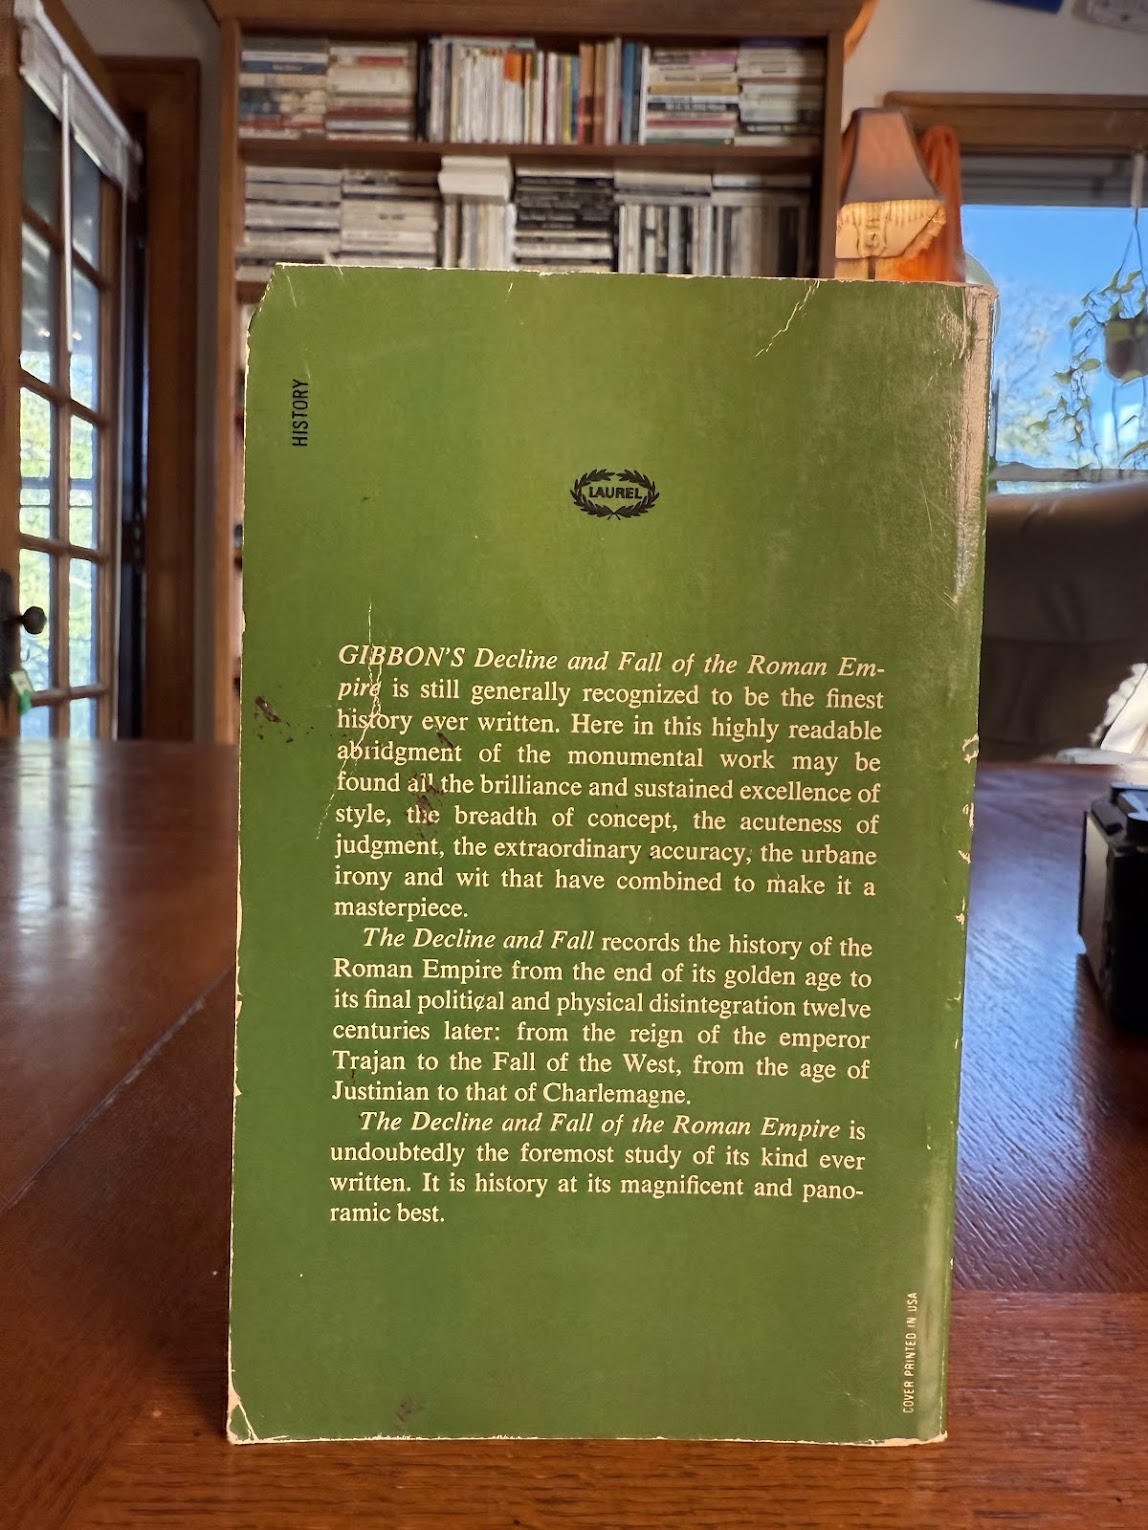 HISTORY
LAUREL
GIBBON'S Decline and Fall of the Roman Em-
pire is still generally recognized to be the finest
history ever written. Here in this highly readable
abridgment of the monumental work may be
found all the brilliance and sustained excellence of
style, the breadth of concept, the acuteness of
judgment, the extraordinary accuracy, the urbane
irony and wit that have combined to make it a
masterpiece.
The Decline and Fall records the history of the
Roman Empire from the end of its golden age to
its final political and physical disintegration twelve
centuries later: from the reign of the emperor
Trajan to the Fall of the West, from the age of
Justinian to that of Charlemagne.
The Decline and Fall of the Roman Empire is
undoubtedly the foremost study of its kind ever
written. It is history at its magnificent and pano-
ramic best.
COVER PRINTED IN USA